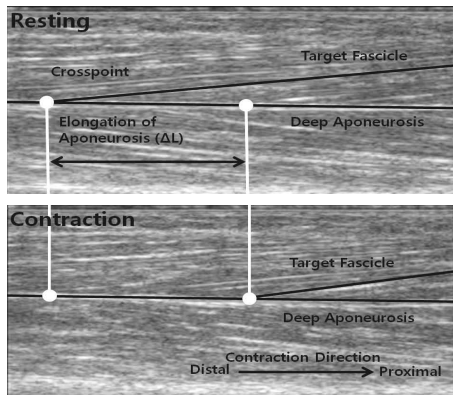 Resting
Target Fascicle
Crosspoint
Elongation of
Aponeurosis (ΔL)
Deep Aponeurosis
Contraction
Target Fascicle
Deep Aponeurosis
Contraction Direction
Distal
Proximal